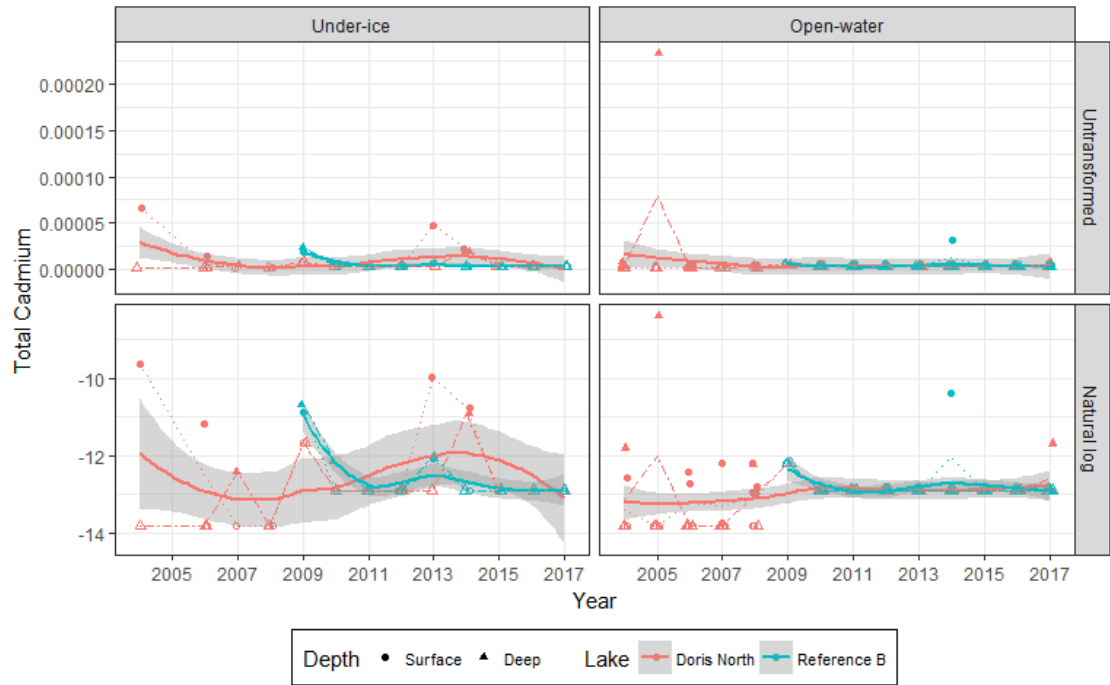 Under-ice Open-water
0.00020
0.00015
0.00010
0.00005
0.00000
Untransformed
Total Cadmium
-10
-12
-14
Natural log
2005 2007 2009 2011 2013 2015 2017 2005 2007 2009 2011 2013 2015 2017
Year
Depth Surface Deep Lake Doris North Reference B